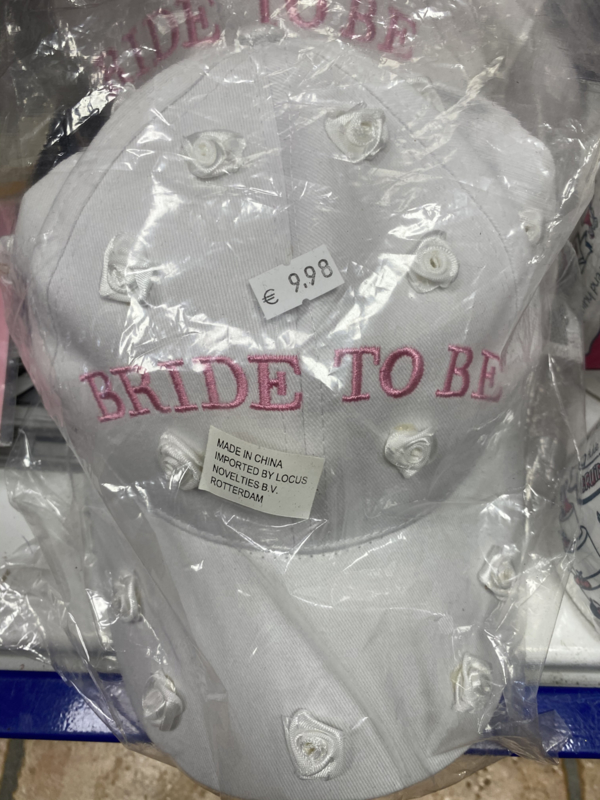 BRIDE TO BE
€ 9.98
BRIDE TO BE
MADE IN CHINA
IMPORTED BY LOCUS
NOVELTIES B.V.
ROTTERDAM